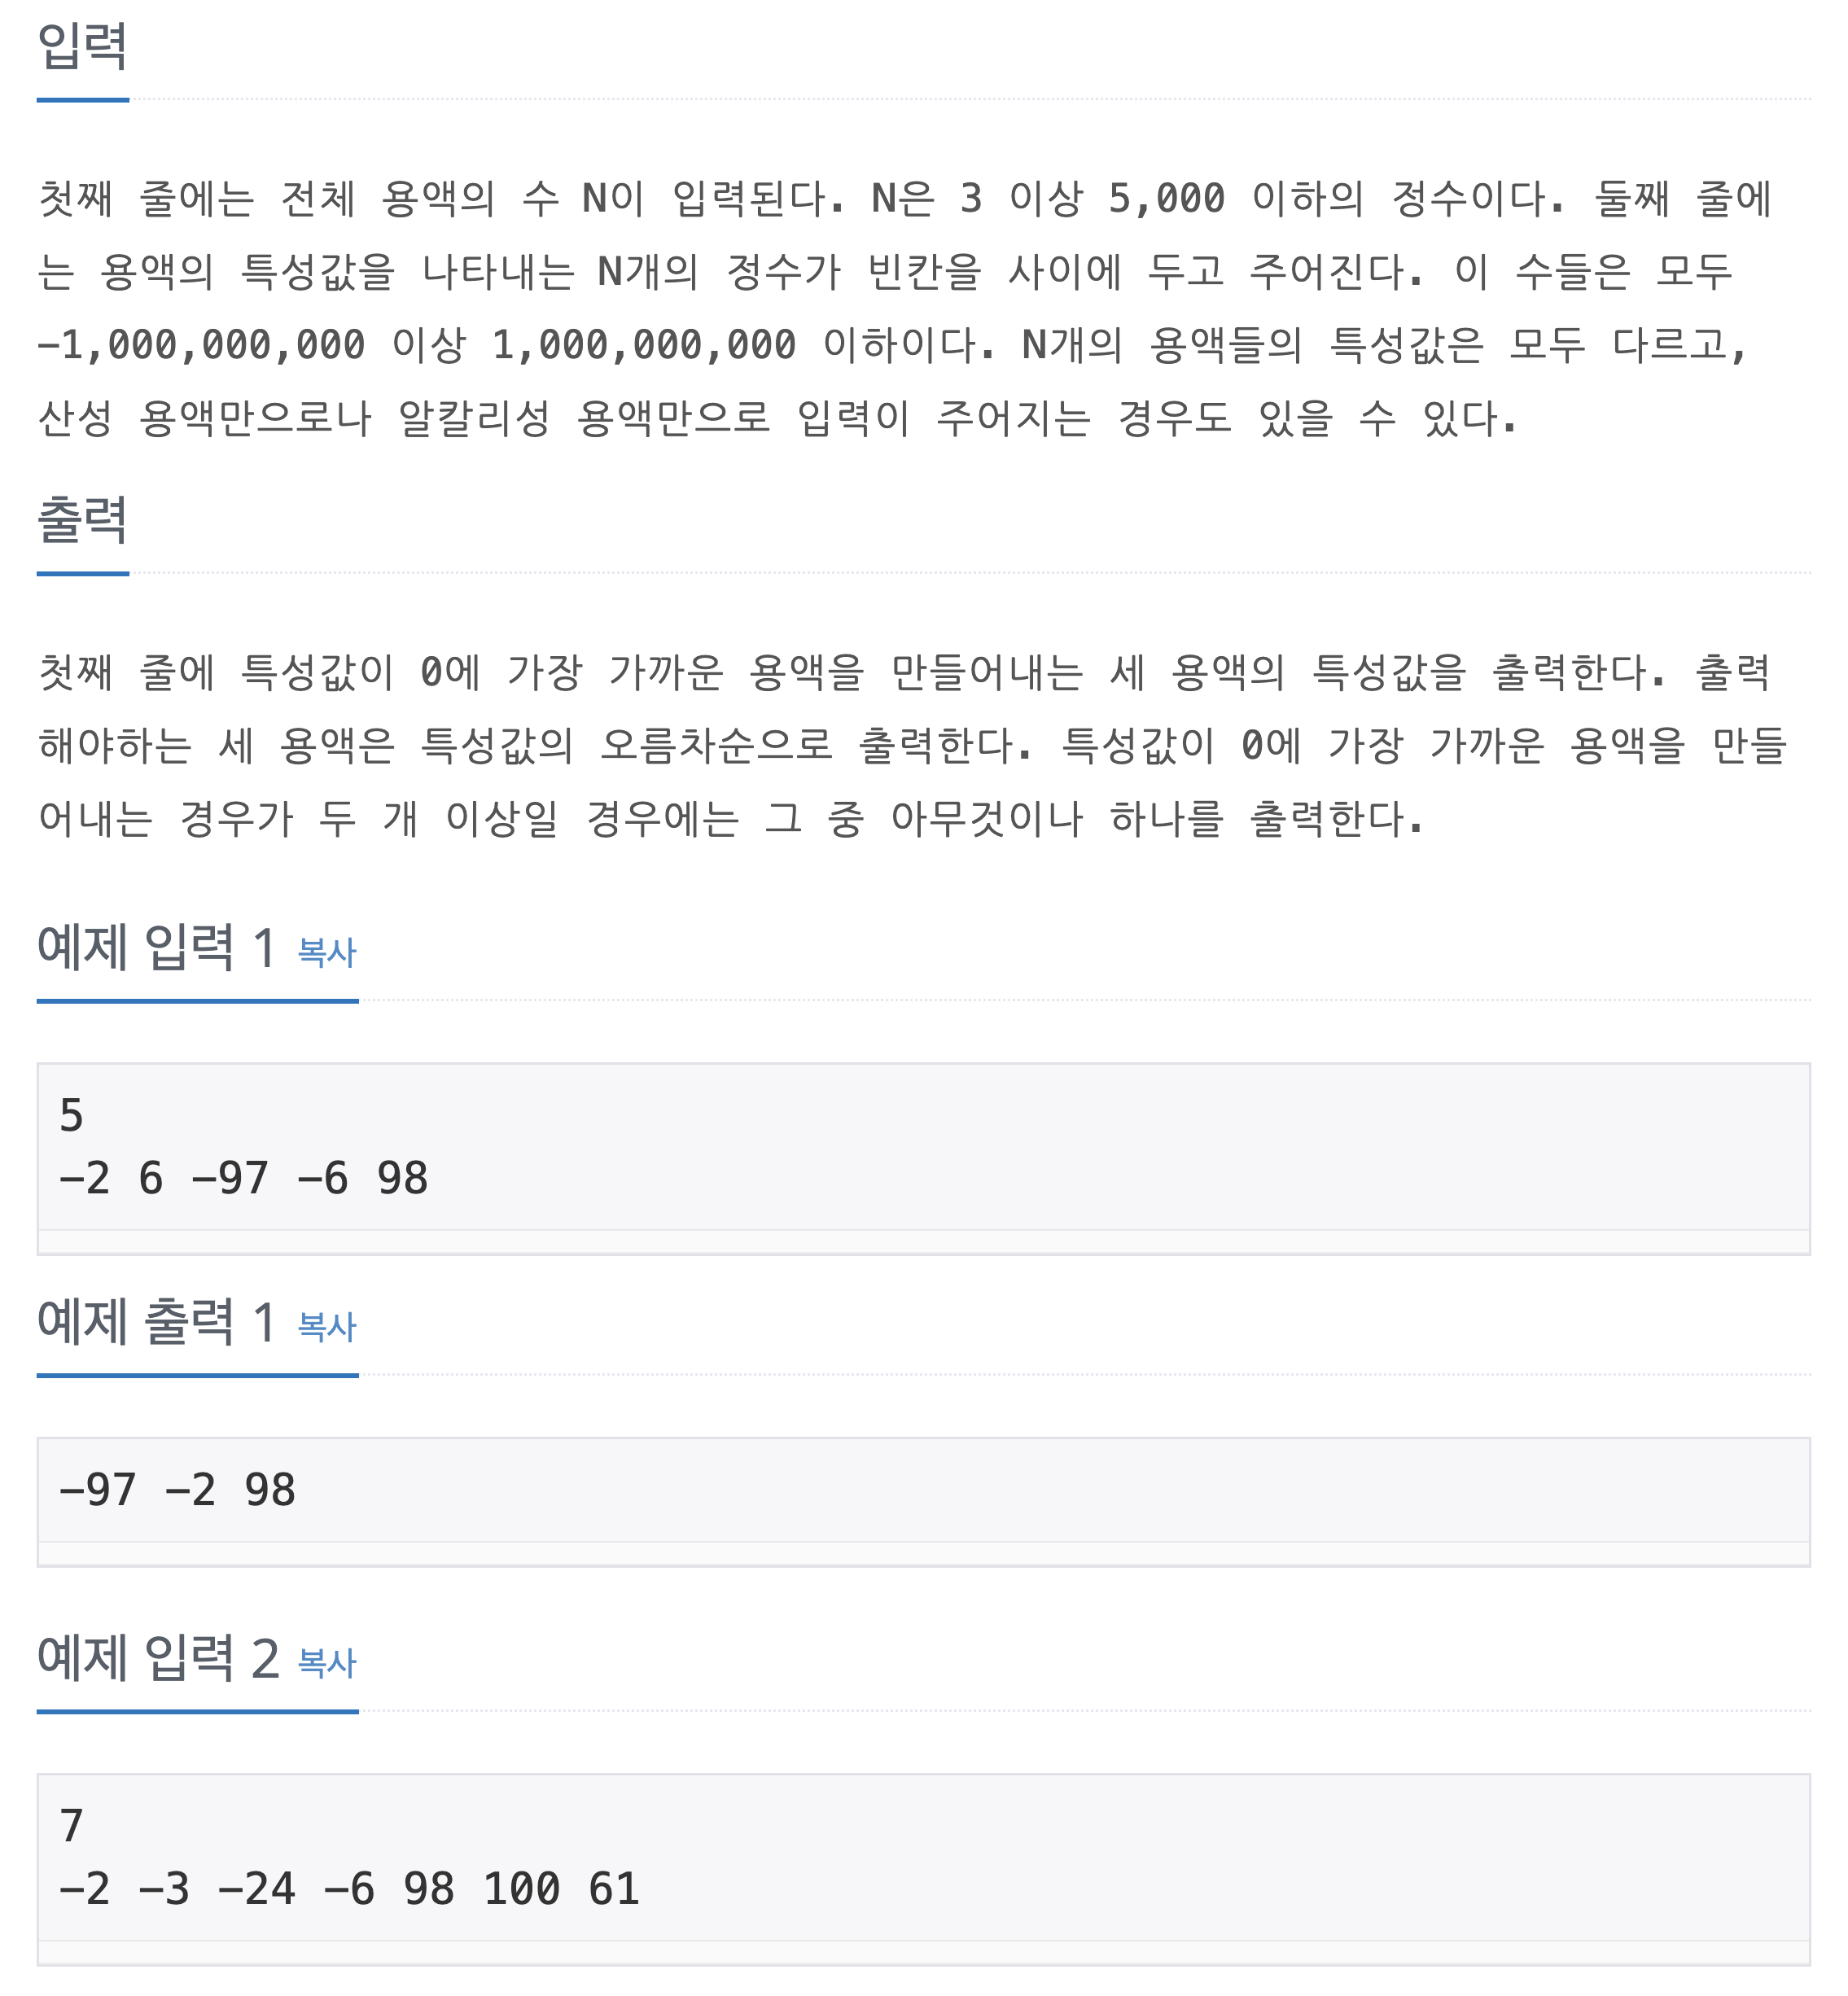 입력
첫째 줄에는 전체 용액의 수 N이 입력된다. N은 3 이상 5,000 이하의 정수이다. 둘째 줄에
는 용액의 특성값을 나타내는 N개의 정수가 빈칸을 사이에 두고 주어진다. 이 수들은 모두
-1,000,000,000 이상 1,000,000,000 이하이다. N개의 용액들의 특성값은 모두 다르고,
산성 용액만으로나 알칼리성 용액만으로 입력이 주어지는 경우도 있을 수 있다.
출력
첫째 줄에 특성값이 0에 가장 가까운 용액을 만들어내는 세 용액의 특성값을 출력한다. 출력
해야하는 세 용액은 특성값의 오름차순으로 출력한다. 특성값이 0에 가장 가까운 용액을 만들
어내는 경우가 두 개 이상일 경우에는 그 중 아무것이나 하나를 출력한다.
예제 입력 1 복사
5
-2 6 -97 -6 98
예제 출력 1 복사
-97 -2 98
예제 입력 2 복사
7
-2 -3 -24 -6 98 100 61